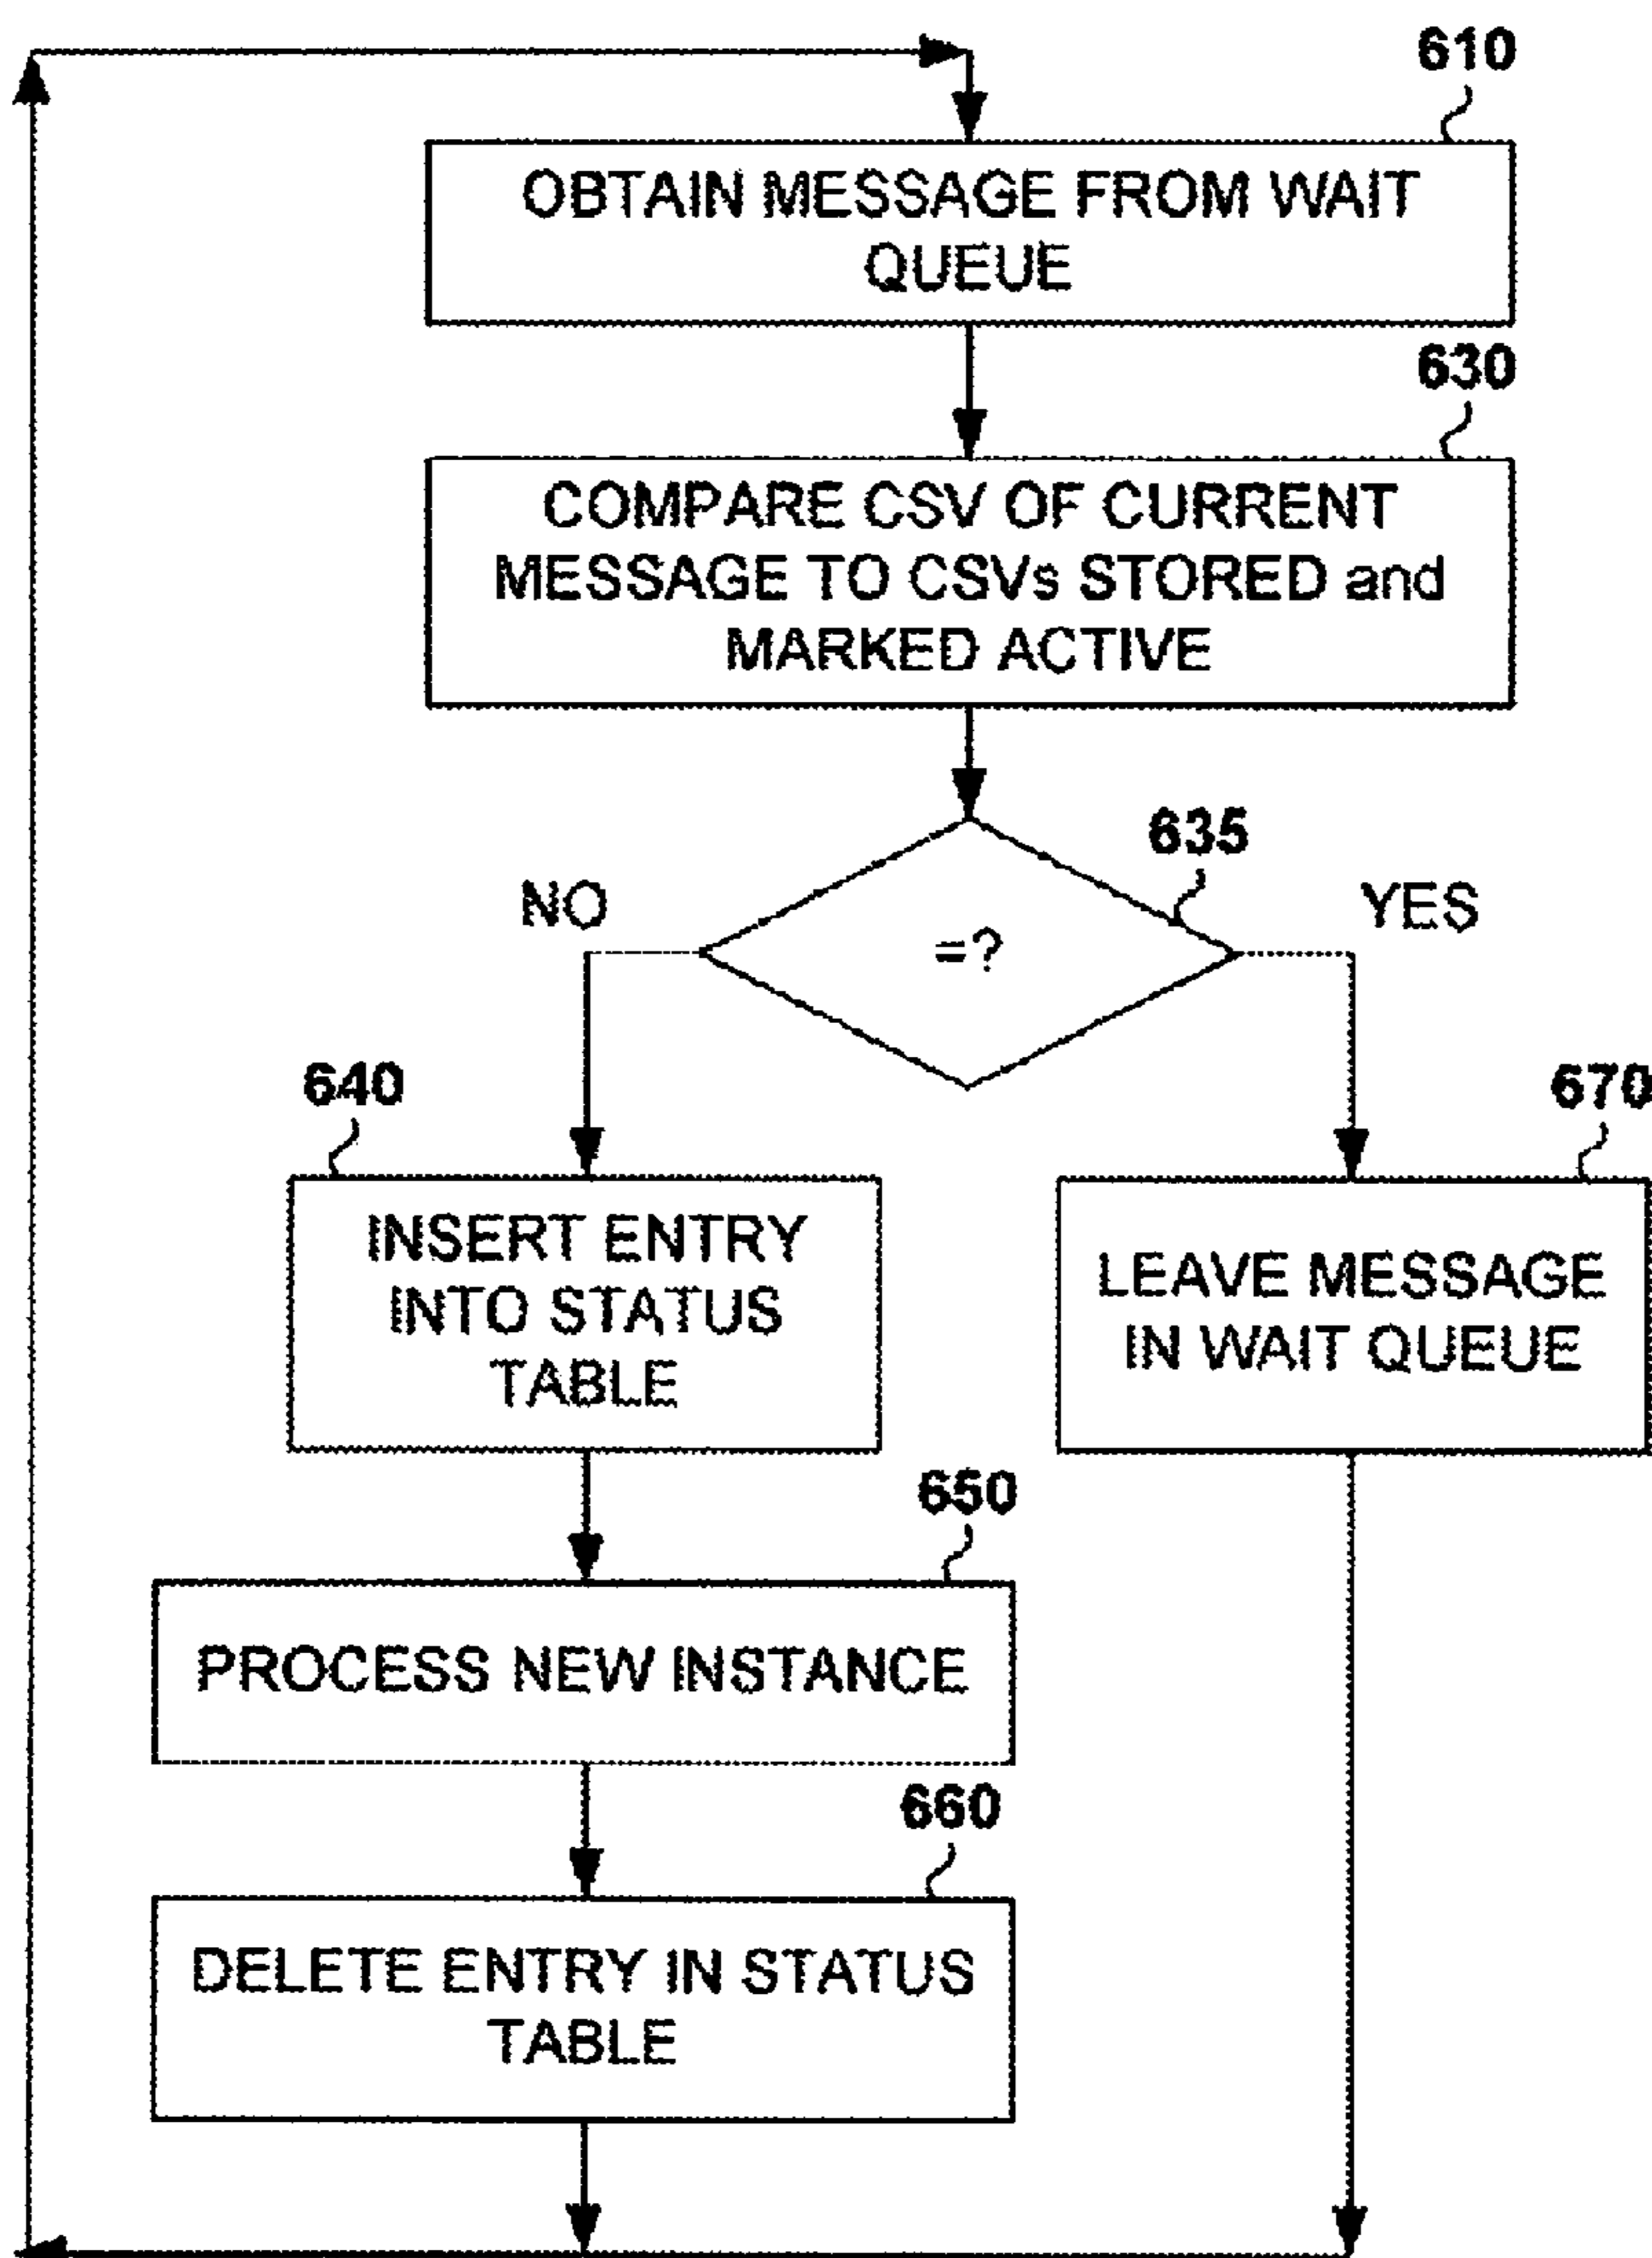 610
OBTAIN MESSAGE FROM WAIT
QUEUE
630
COMPARE CSV OF CURRENT
MESSAGE TO CSVs STORED and
MARKED ACTIVE
635
NO
=?
YES
640
670
INSERT ENTRY
INTO STATUS
TABLE
LEAVE MESSAGE
IN WAIT QUEUE
650
PROCESS NEW INSTANCE
660
DELETE ENTRY IN STATUS
TABLE